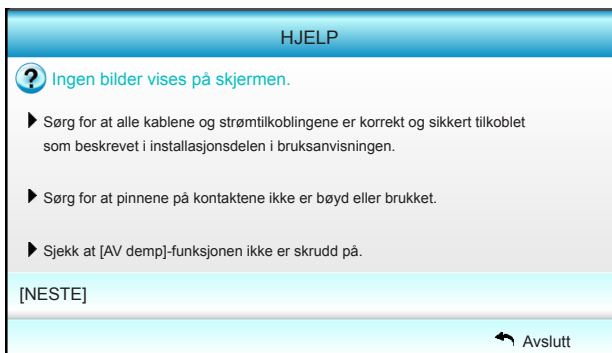 HJELP
Ingen bilder vises på skjermen.
Sørg for at alle kablene og strømtilkoblingene er korrekt og sikkert tilkoblet
som beskrevet i installasjonsdelen i bruksanvisningen.
Sørg for at pinnene på kontaktene ikke er bøyd eller brukket.
Sjekk at [AV demp]-funksjonen ikke er skrudd på.
[NESTE]
Avslutt